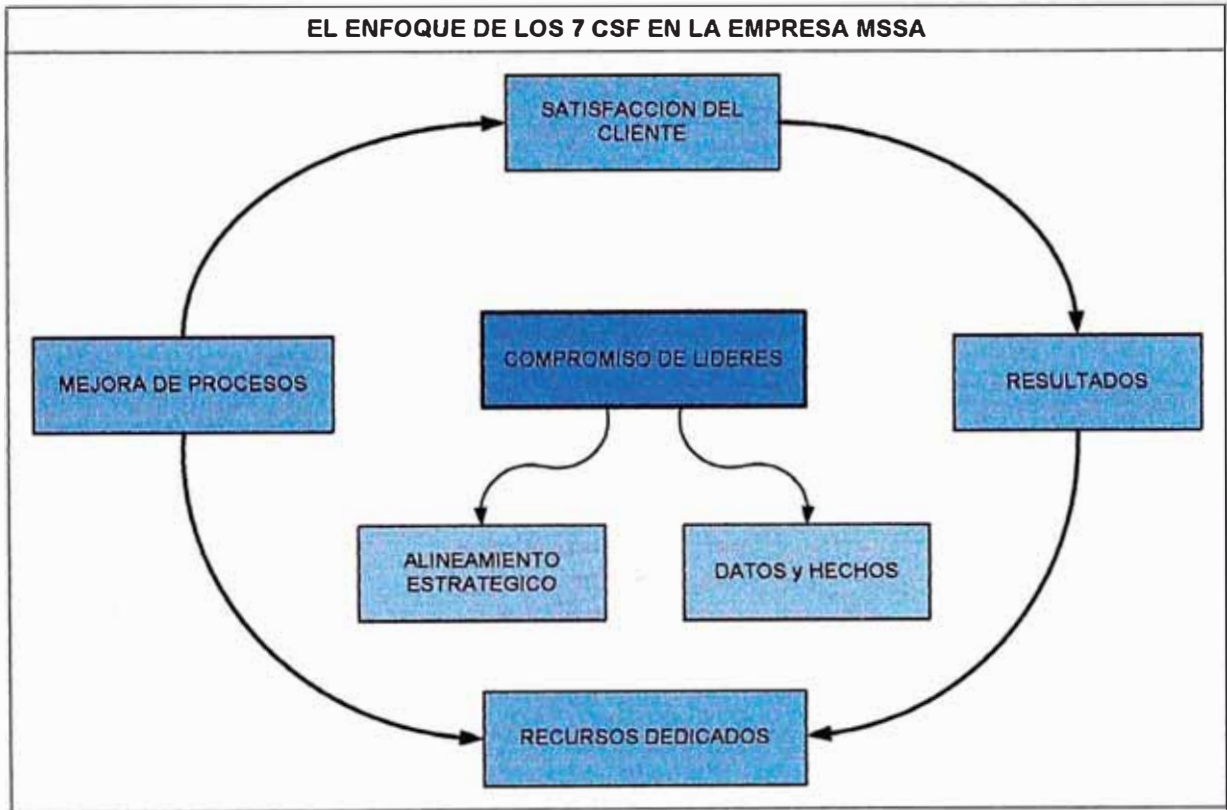 EL ENFOQUE DE LOS 7 CSF EN LA EMPRESA MSSA
SATISFACCION DEL
CLIENTE
MEJORA DE PROCESOS
COMPROMISO DE LIDERES
RESULTADOS
ALINEAMIENTO
ESTRATEGICO
DATOS y HECHOS
RECURSOS DEDICADOS